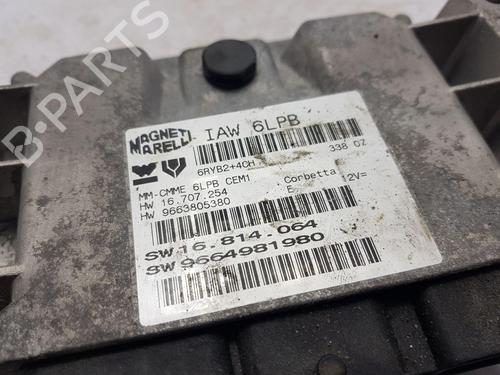 MAGNETI MARELLI IAW 6LPB
6RYB2+4CH 338 07
MM-CMME 6LPB CEM1 Corbetta 12V=
HW 16.707.254 E
HW 9663805380
SW 16.814.064
SW 9664981980
B-PARTS